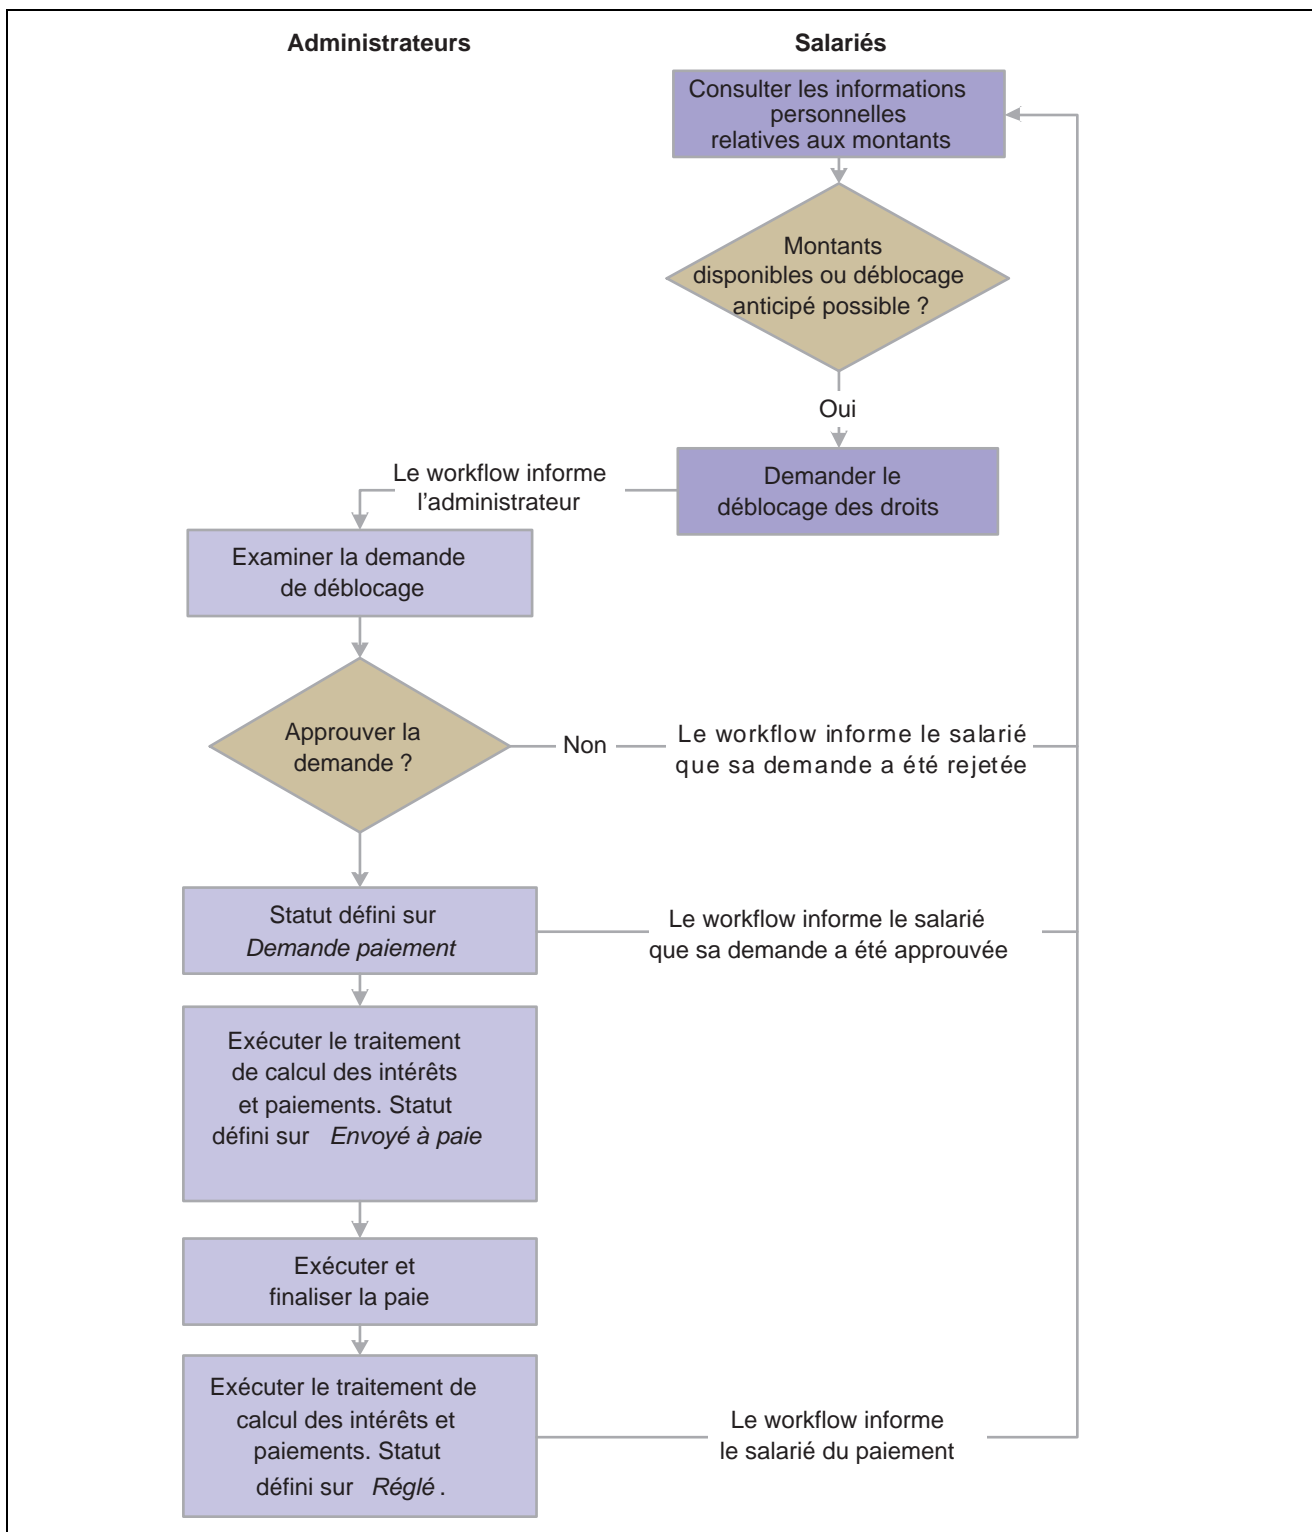 Administrateurs
Salariés
Consulter les informations
personnelles
relatives aux montants
Montants
disponibles ou déblocage
anticipé possible ?
Oui
Demander le
déblocage des droits
Le workflow informe
l'administrateur
Examiner la demande
de déblocage
Approuver la
demande ?
Non
Le workflow informe le salarié
que sa demande a été rejetée
Statut défini sur
Demande paiement
Le workflow informe le salarié
que sa demande a été approuvée
Exécuter le traitement
de calcul des intérêts
et paiements. Statut
défini sur Envoyé à paie
Exécuter et
finaliser la paie
Exécuter le traitement de
calcul des intérêts et
paiements. Statut
défini sur Réglé .
Le workflow informe
le salarié du paiement